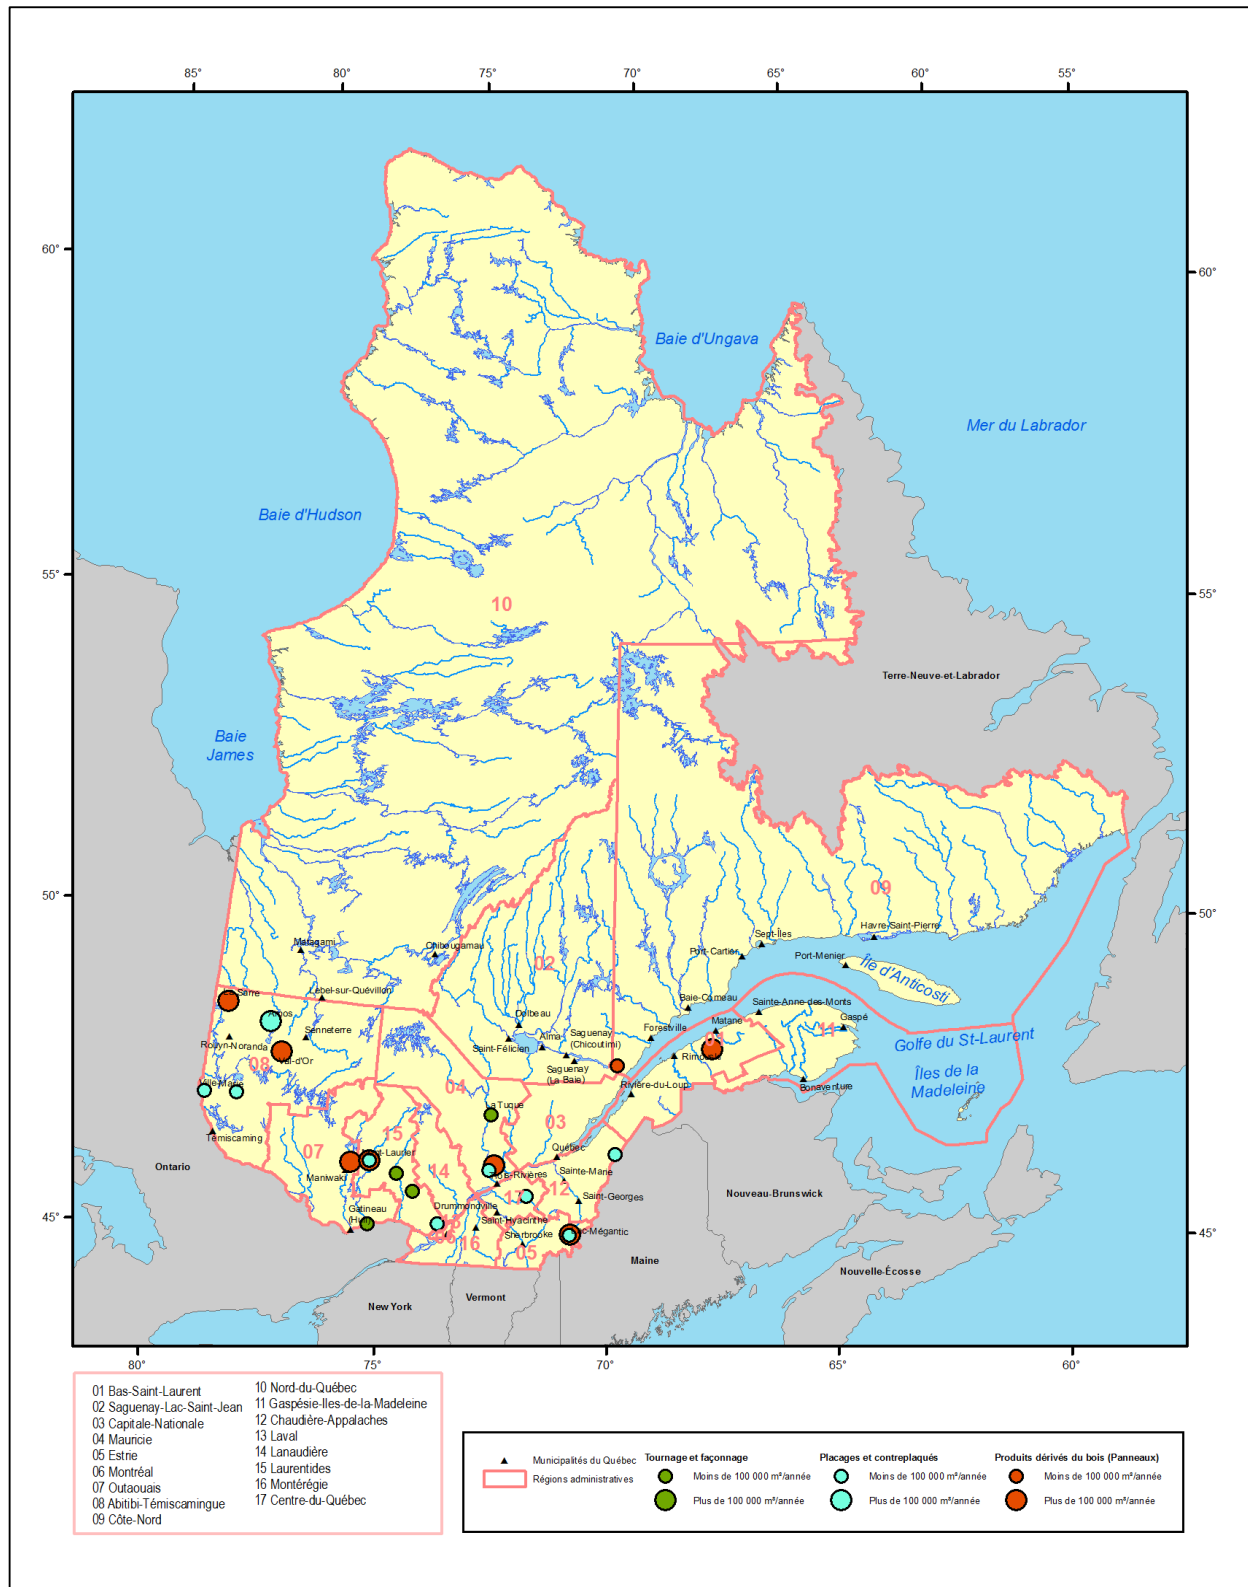 85°
80°
75°
70°
65°
60°
55°
60°
60°
Baie d'Ungava
Mer du Labrador
Baie d'Hudson
55°
55°
10
Terre-Neuve-et-Labrador
Baie
James
50°
50°
09
Havre-Saint-Pierre
Sept-Îles
Matagami
Chibougamau
Port-Cartier
Port-Menier
02
Île d'Anticosti
La Sarre
Lebel-sur-Quévillon
Baie-Comeau
Sainte-Anne-des-Monts
Amos
Dolbeau
Matane
Gaspé
Senneterre
Forestville
11
Rouyn-Noranda
Saint-Félicien
Alma
Saguenay
(Chicoutimi)
01
Golfe du St-Laurent
Val-d'Or
08
Saguenay
(La Baie)
Rimouski
Îles de la
Madeleine
Ville-Marie
04
Rivière-du-Loup
Bonaventure
La Tuque
Témiscaming
15
03
07
Québec
Ontario
Maniwaki
14
Trois-Rivières
Sainte-Marie
12
17
Saint-Georges
Nouveau-Brunswick
Gatineau
(Hull)
Drummondville
45°
Saint-Hyacinthe
45°
Sherbrooke
Lac-Mégantic
16
05
Maine
Nouvelle-Écosse
Vermont
New York
80°
75°
70°
65°
60°
01 Bas-Saint-Laurent
02 Saguenay-Lac-Saint-Jean
03 Capitale-Nationale
04 Mauricie
05 Estrie
06 Montréal
07 Outaouais
08 Abitibi-Témiscamingue
09 Côte-Nord
10 Nord-du-Québec
11 Gaspésie-Iles-de-la-Madeleine
12 Chaudière-Appalaches
13 Laval
14 Lanaudière
15 Laurentides
16 Montérégie
17 Centre-du-Québec
Municipalités du Québec
Régions administratives
Tournage et façonnage
Moins de 100 000 m³/année
Plus de 100 000 m³/année
Placages et contreplaqués
Moins de 100 000 m³/année
Plus de 100 000 m³/année
Produits dérivés du bois (Panneaux)
Moins de 100 000 m³/année
Plus de 100 000 m³/année